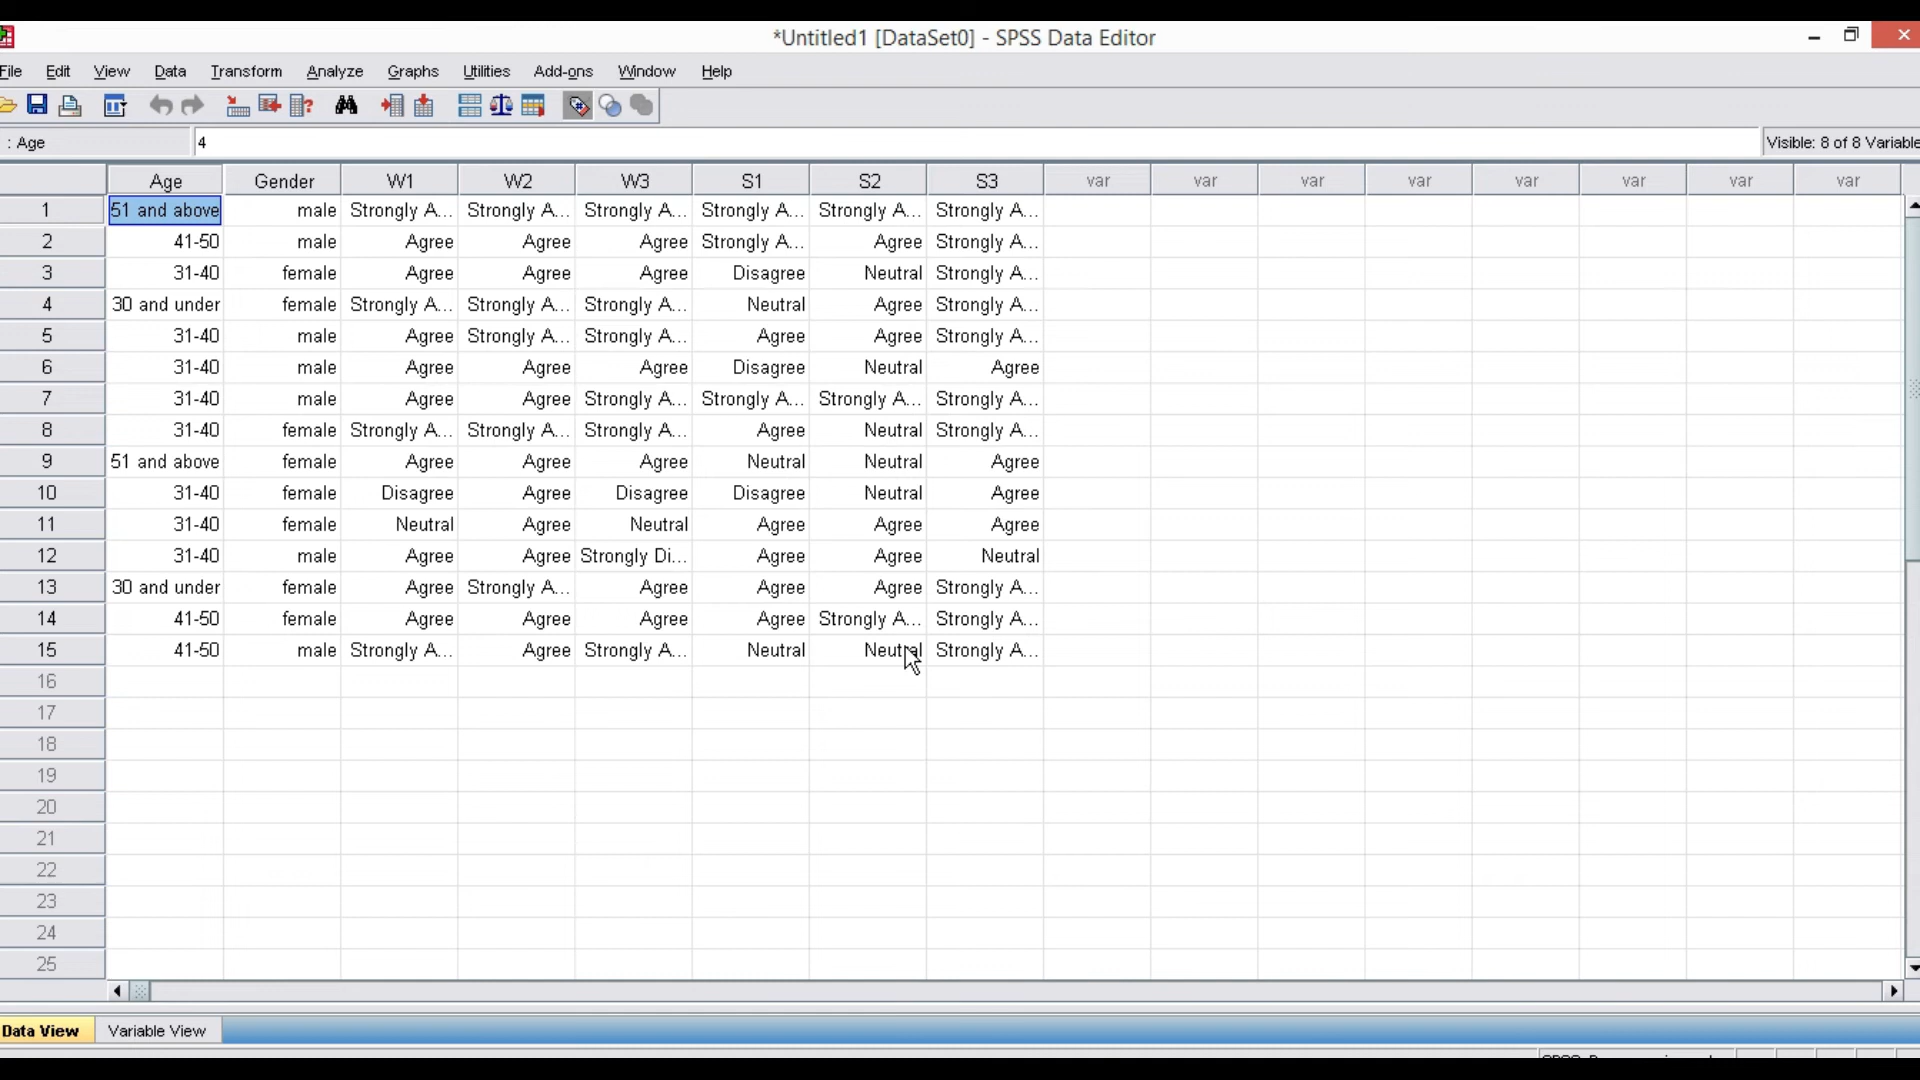 *Untitled1 [DataSet0] - SPSS Data Editor
File Edit View Data Transform Analyze Graphs Utilities Add-ons Window Help
: Age 4 Visible: 8 of 8 Variable
Age Gender W1 W2 W3 S1 S2 S3 var var var var var var var var
1 51 and above male Strongly A... Strongly A... Strongly A... Strongly A... Strongly A... Strongly A...
2 41-50 male Agree Agree Agree Strongly A... Agree Strongly A...
3 31-40 female Agree Agree Agree Disagree Neutral Strongly A...
4 30 and under female Strongly A... Strongly A... Strongly A... Neutral Agree Strongly A...
5 31-40 male Agree Strongly A... Strongly A... Agree Agree Strongly A...
6 31-40 male Agree Agree Agree Disagree Neutral Agree
7 31-40 male Agree Agree Strongly A... Strongly A... Strongly A... Strongly A...
8 31-40 female Strongly A... Strongly A... Strongly A... Agree Neutral Strongly A...
9 51 and above female Agree Agree Agree Neutral Neutral Agree
10 31-40 female Disagree Agree Disagree Disagree Neutral Agree
11 31-40 female Neutral Agree Neutral Agree Agree Agree
12 31-40 male Agree Agree Strongly Di... Agree Agree Neutral
13 30 and under female Agree Strongly A... Agree Agree Agree Strongly A...
14 41-50 female Agree Agree Agree Agree Strongly A... Strongly A...
15 41-50 male Strongly A... Agree Strongly A... Neutral Neutral Strongly A...
16
17
18
19
20
21
22
23
24
25
Data View Variable View